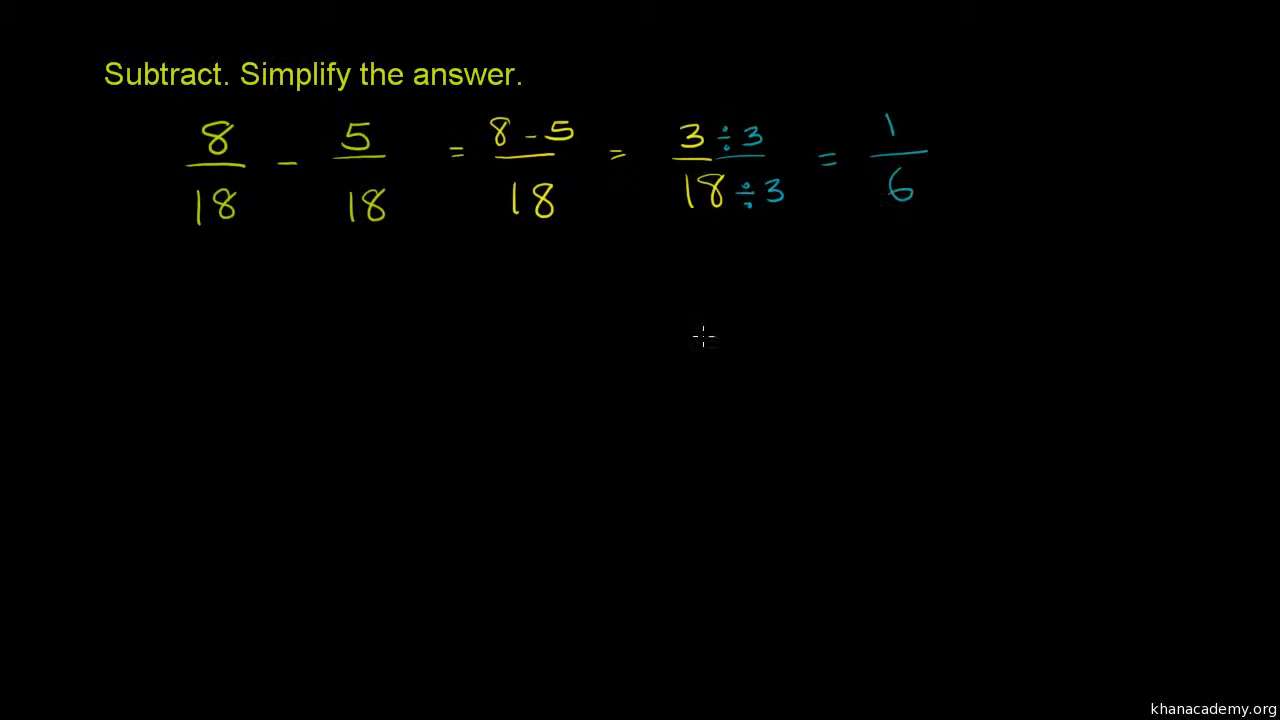 Subtract. Simplify the answer.
8/18 - 5/18 = 8 - 5/18 = 3 ÷ 3/18 ÷ 3 = 1/6
khanacademy.org